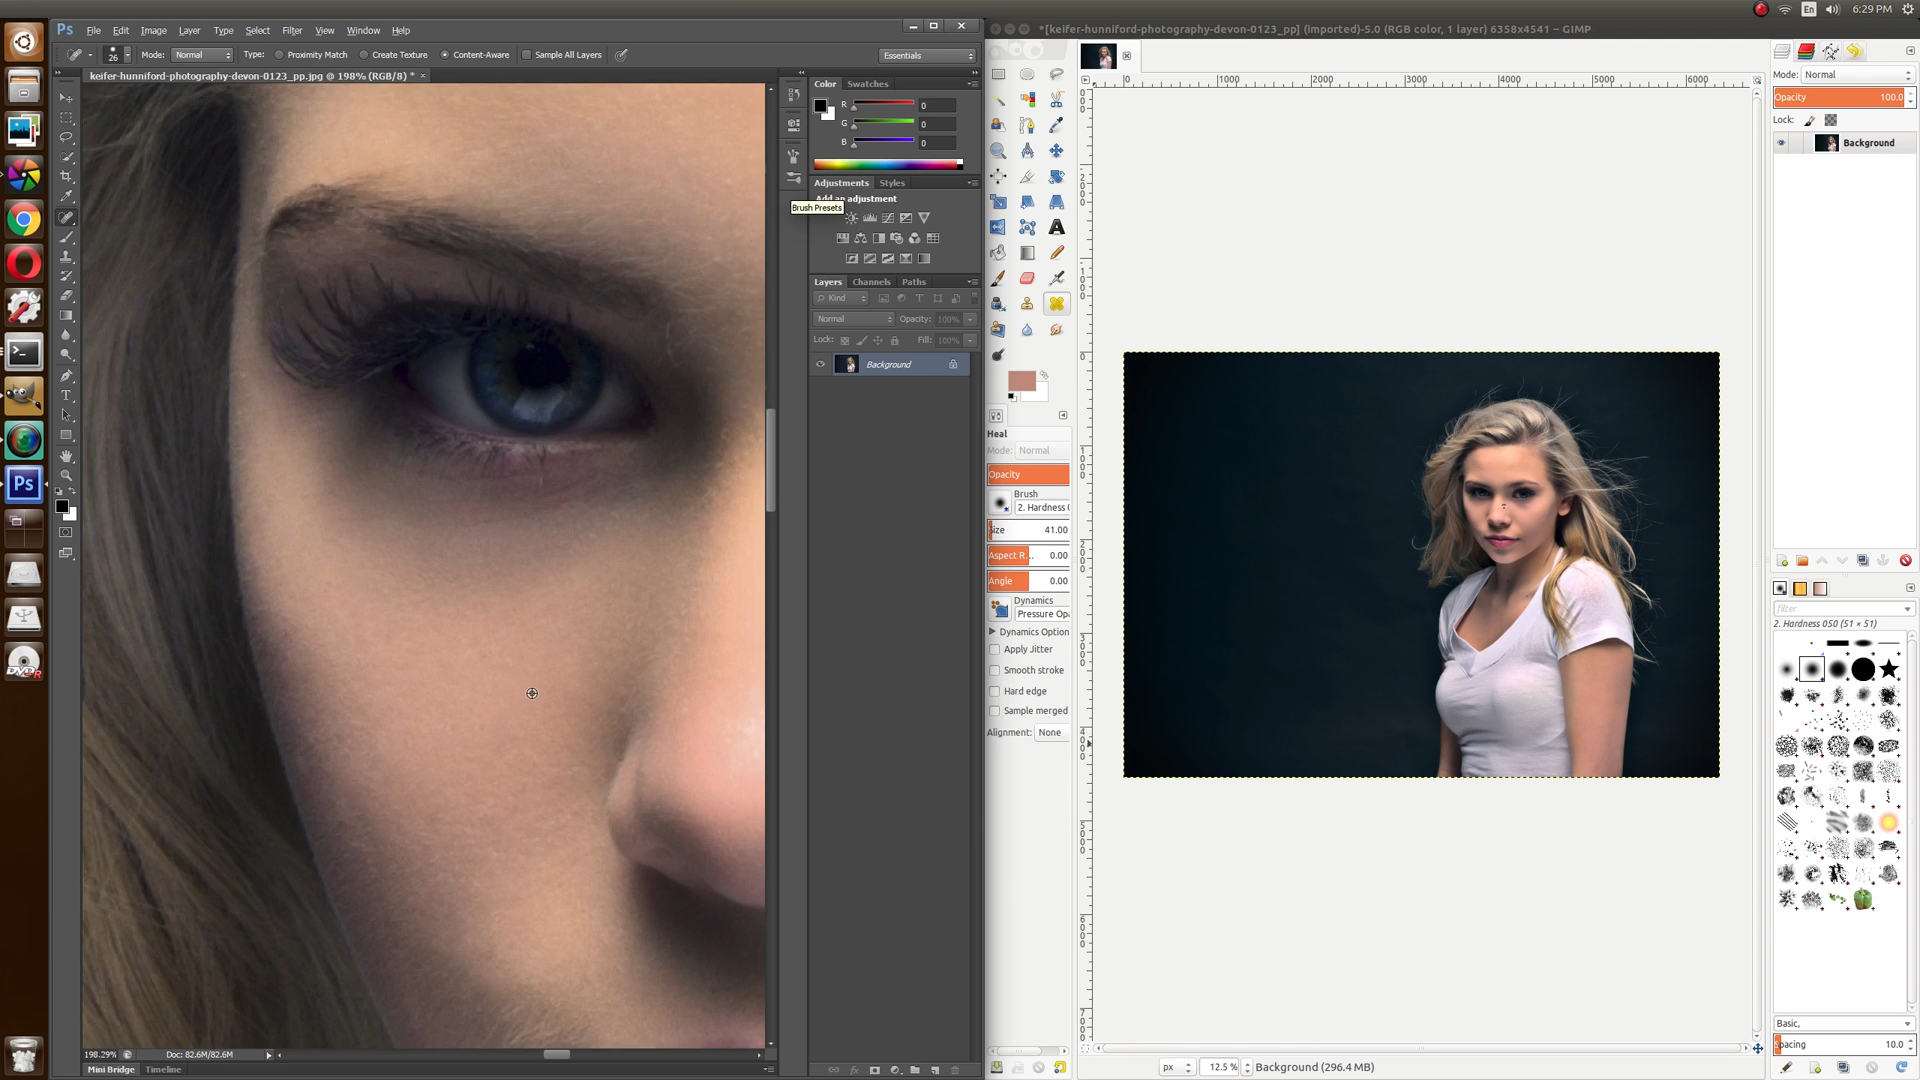 En
6:29 PM
Ps
File Edit Image Layer Type Select Filter View Window Help
*[keifer-hunniford-photography-devon-0123_pp] (imported)-5.0 (RGB color, 1 layer) 6358x4541 – GIMP
26
Mode: Normal
Type: Proximity Match Create Texture Content-Aware Sample All Layers
Essentials
keifer-hunniford-photography-devon-0123_pp.jpg @ 198% (RGB/8) *
Color Swatches
R 0
G 0
B 0
Adjustments Styles
Add an adjustment
Brush Presets
Layers Channels Paths
Kind
Normal Opacity: 100%
Lock: Fill: 100%
Background
198.29% Doc: 82.6M/82.6M
Mini Bridge Timeline
Ps
Heal
Mode: Normal
Opacity
Brush
2. Hardness
Size 41.00
Aspect R... 0.00
Angle 0.00
Dynamics
Pressure Opa
Dynamics Option
Apply Jitter
Smooth stroke
Hard edge
Sample merged
Alignment: None
0 1000 2000 3000 4000 5000 6000
px 12.5 % Background (296.4 MB)
Mode: Normal
Opacity 100.0
Lock:
Background
filter
2. Hardness 050 (51 × 51)
Basic,
Spacing 10.0